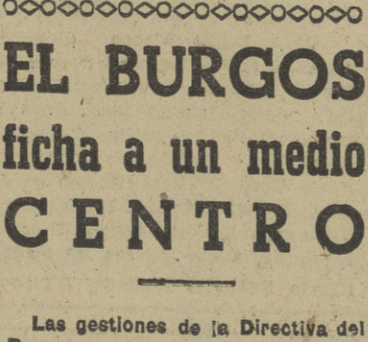 EL BURGOS
ficha a un medio
CENTRO
Las gestiones de la Directiva del